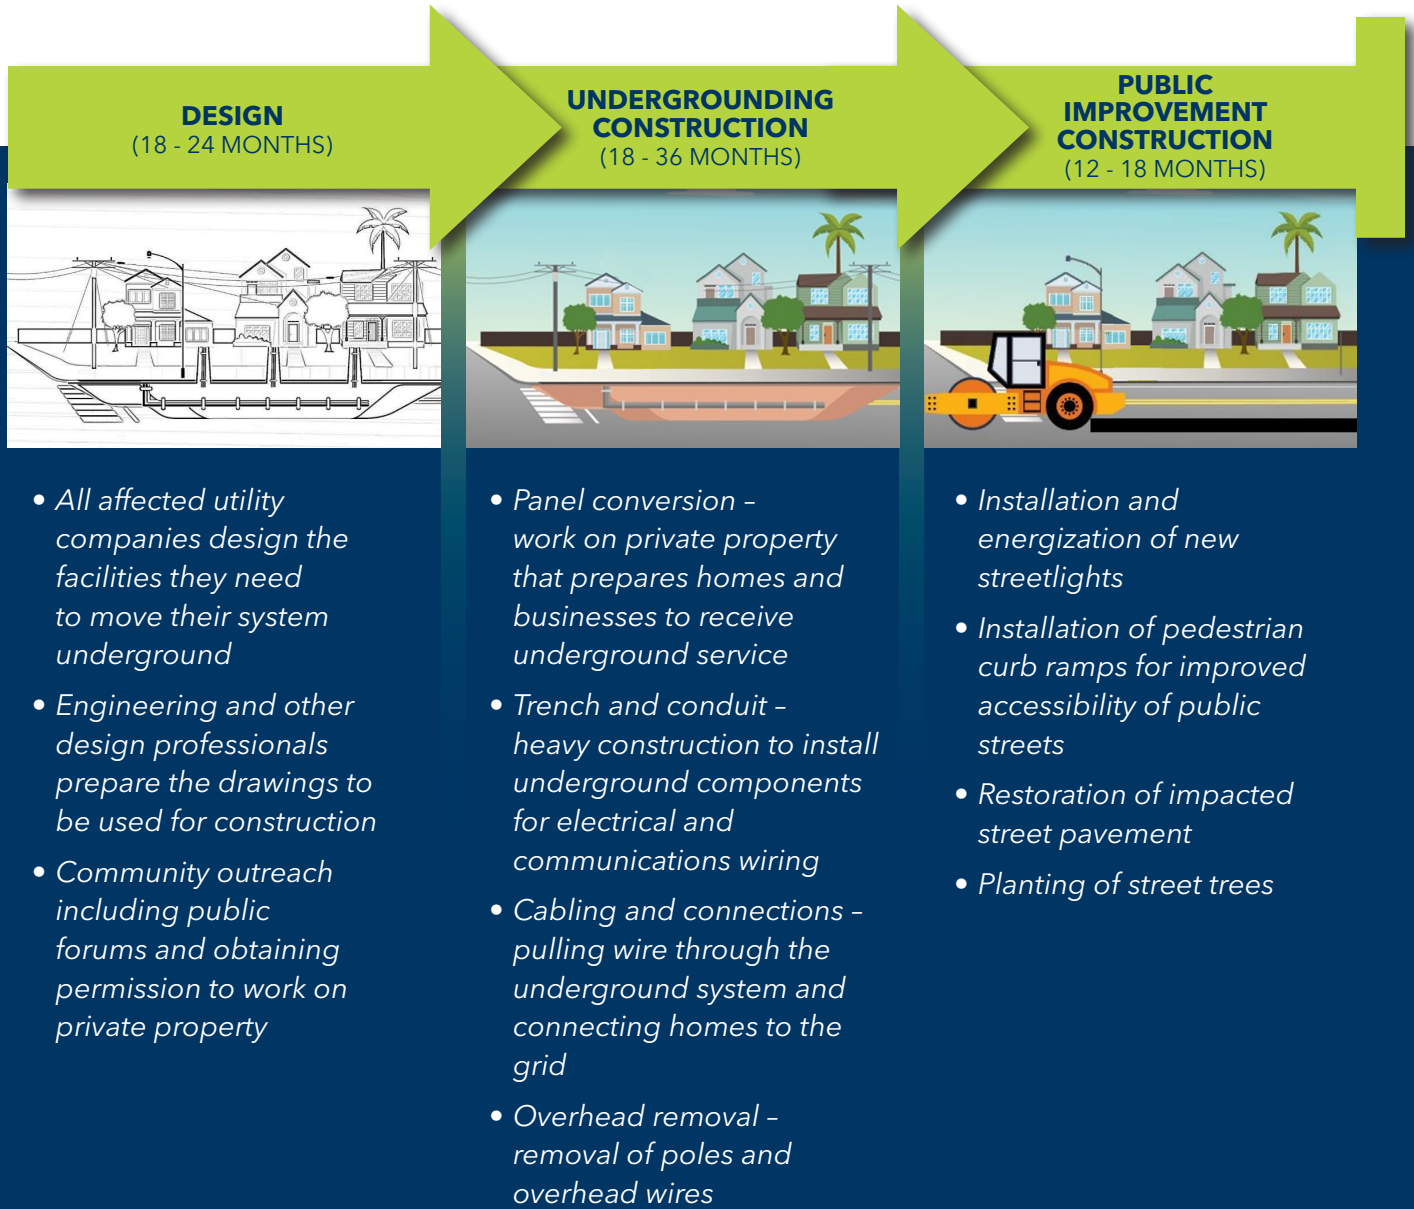 DESIGN
(18 - 24 MONTHS)
UNDERGROUNDING
CONSTRUCTION
(18 - 36 MONTHS)
PUBLIC
IMPROVEMENT
CONSTRUCTION
(12 - 18 MONTHS)
• All affected utility
companies design the
facilities they need
to move their system
underground
• Engineering and other
design professionals
prepare the drawings to
be used for construction
• Community outreach
including public
forums and obtaining
permission to work on
private property
• Panel conversion –
work on private property
that prepares homes and
businesses to receive
underground service
• Trench and conduit –
heavy construction to install
underground components
for electrical and
communications wiring
• Cabling and connections –
pulling wire through the
underground system and
connecting homes to the
grid
• Overhead removal –
removal of poles and
overhead wires
• Installation and
energization of new
streetlights
• Installation of pedestrian
curb ramps for improved
accessibility of public
streets
• Restoration of impacted
street pavement
• Planting of street trees